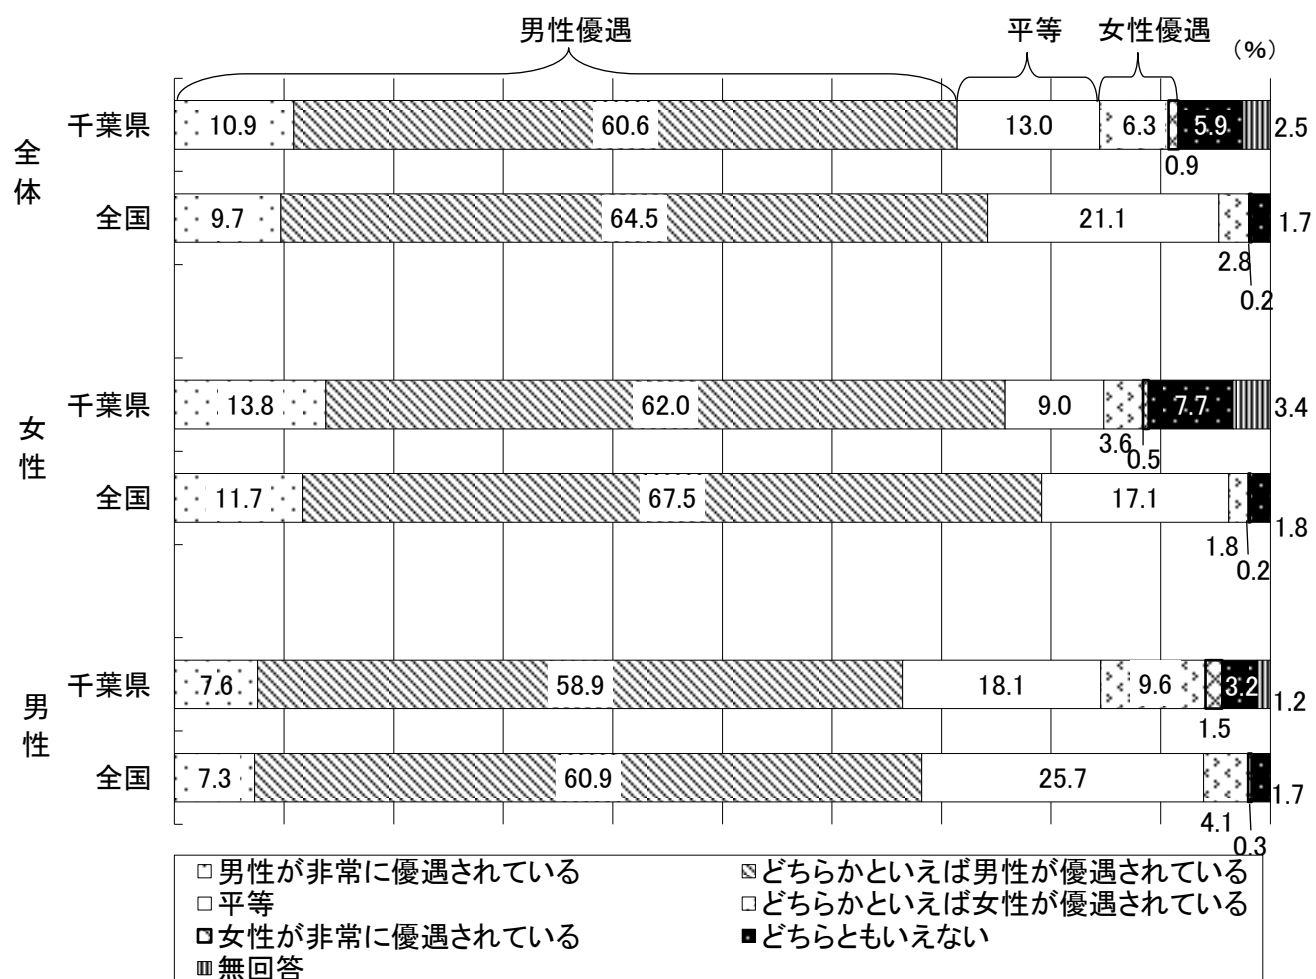 男性優遇 平等 女性優遇 (%)
全体
千葉県 10.9 60.6 13.0 6.3 0.9 5.9 2.5
全国 9.7 64.5 21.1 2.8 0.2 1.7
女性
千葉県 13.8 62.0 9.0 3.6 0.5 7.7 3.4
全国 11.7 67.5 17.1 1.8 0.2 1.8
男性
千葉県 7.6 58.9 18.1 9.6 1.5 3.2 1.2
全国 7.3 60.9 25.7 4.1 0.3 1.7
男性が非常に優遇されている どちらかといえば男性が優遇されている
平等 どちらかといえば女性が優遇されている
女性が非常に優遇されている どちらともいえない
無回答